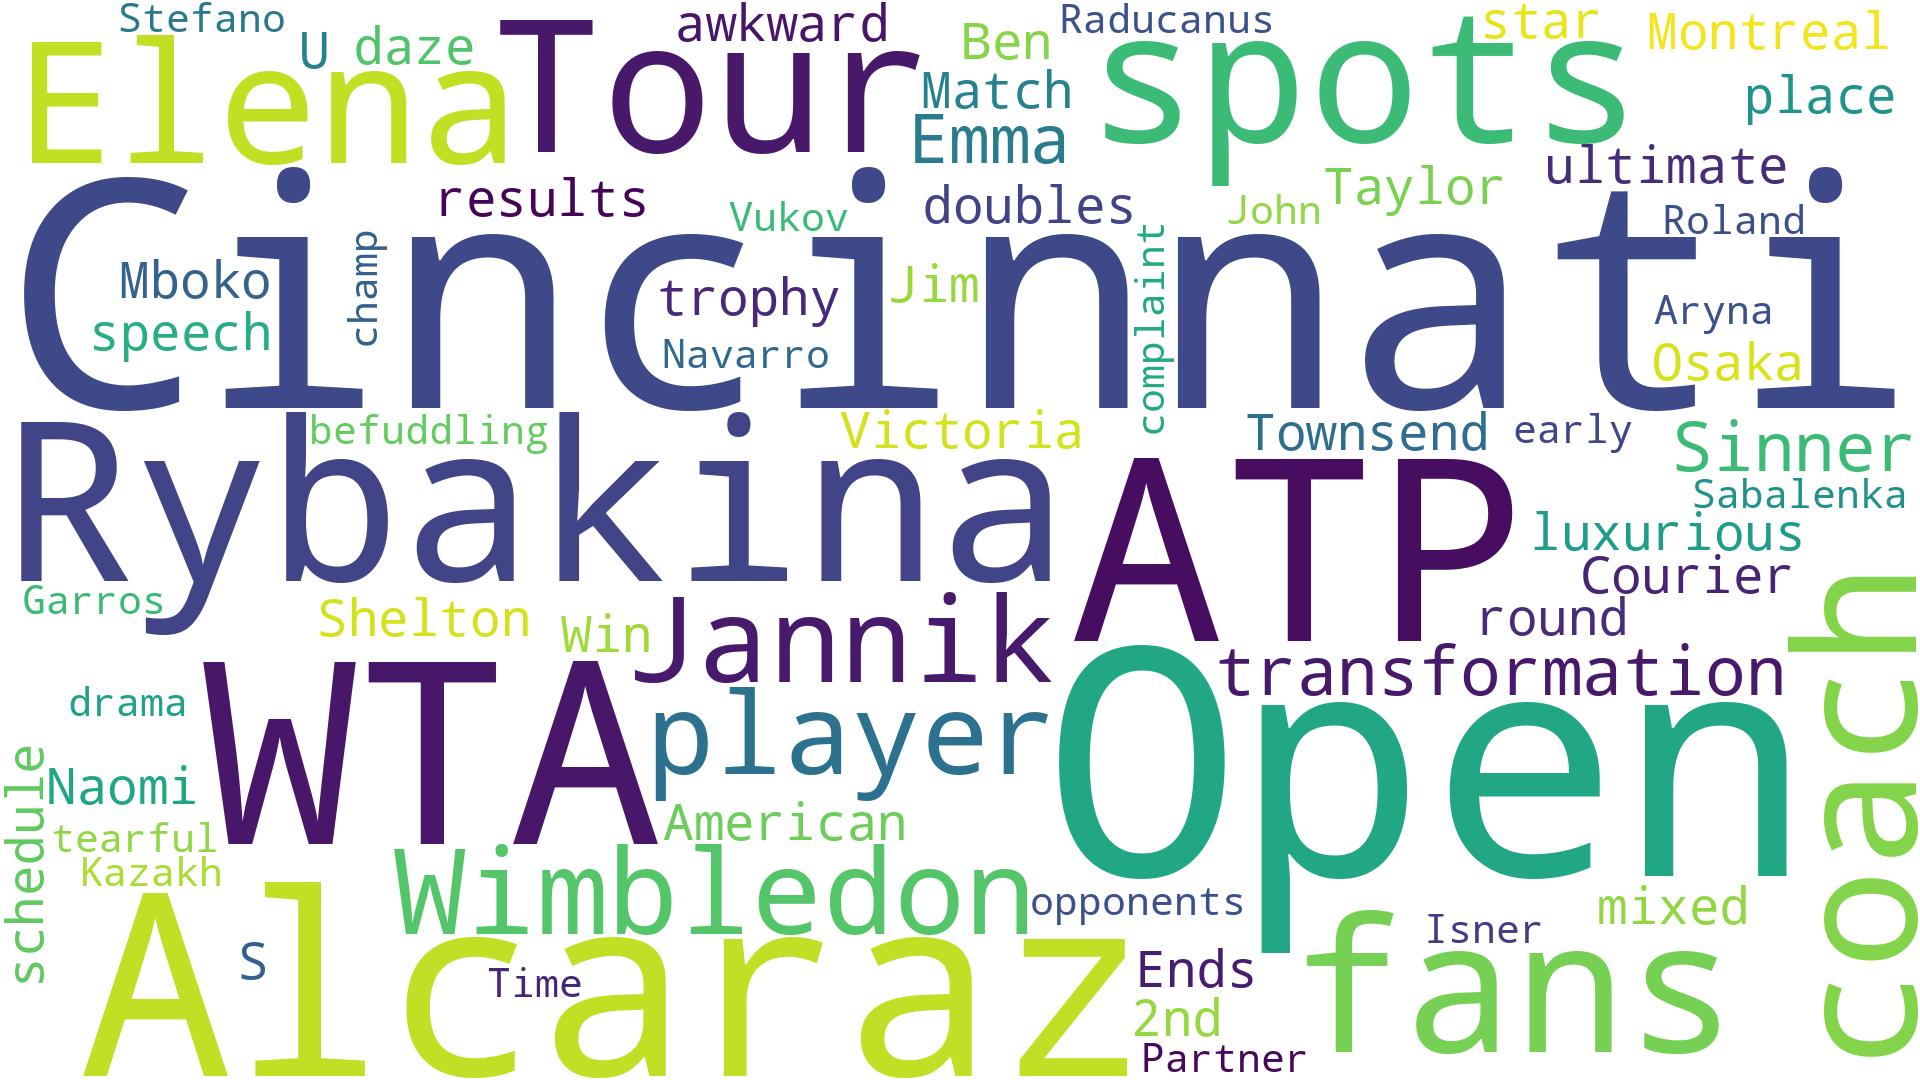 Stefano
awkward
Raducanus
star
Montreal
U
daze
Ben
Elena
Tour
spots
Match
place
Emma
ultimate
results
Vukov
doubles
John
Taylor
Roland
Cincinnati
Mboko
champ
trophy
Jim
complaint
Aryna
speech
Navarro
Osaka
befuddling
Victoria
Townsend
early
Sinner
Rybakina
ATP
Sabalenka
luxurious
Courier
Garros
Shelton
Win
Jannik
round
transformation
coach
drama
WTA
player
Open
schedule
Naomi
American
tearful
Kazakh
Wimbledon
opponents
mixed
Isner
fans
Alcaraz
S
Time
Ends
2nd
Partner